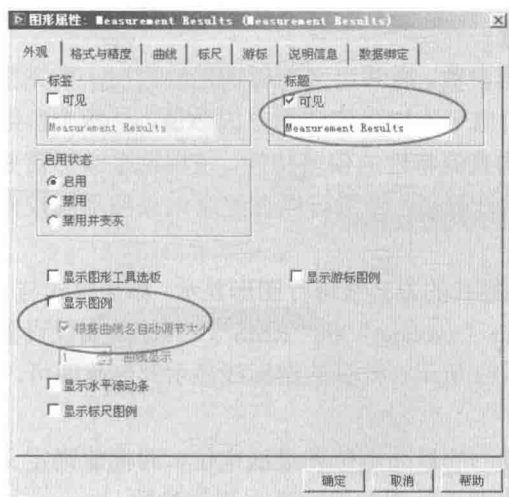 图形属性: Measurement Results (Measurement Results)
外观 格式与精度 曲线 标尺 游标 说明信息 数据绑定
标签
可见
Measurement Results
标题
可见
Measurement Results
启用状态
启用
禁用
禁用并变灰
显示图形工具选板
显示游标图例
显示图例
根据曲线名自动调节大小
1 曲线显示
显示水平滚动条
显示标尺图例
确定 取消 帮助